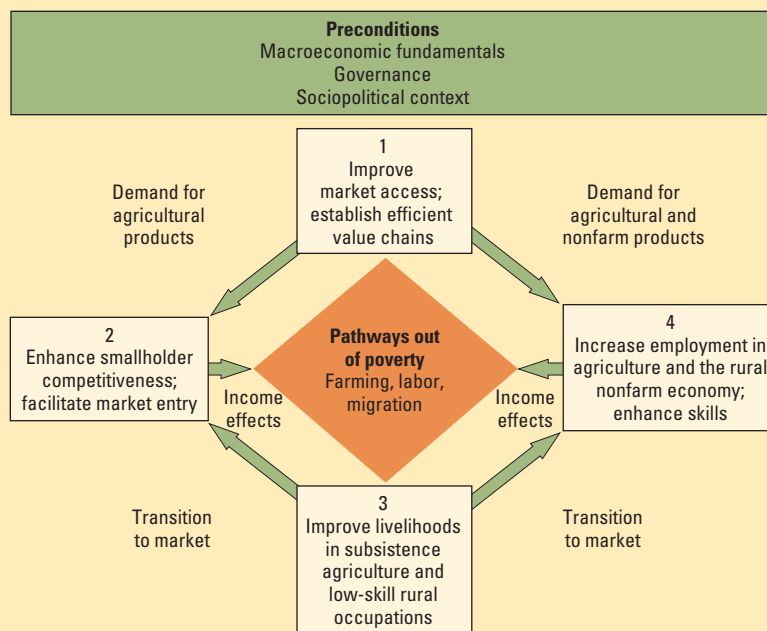 Preconditions
Macroeconomic fundamentals
Governance
Sociopolitical context
1
Improve
market access;
establish efficient
value chains
Demand for
agricultural
products
Demand for
agricultural and
nonfarm products
2
Enhance smallholder
competitiveness;
facilitate market entry
Pathways out
of poverty
Farming, labor,
migration
4
Increase employment in
agriculture and the rural
nonfarm economy;
enhance skills
Income
effects
Income
effects
Transition
to market
3
Improve livelihoods
in subsistence
agriculture and
low-skill rural
occupations
Transition
to market